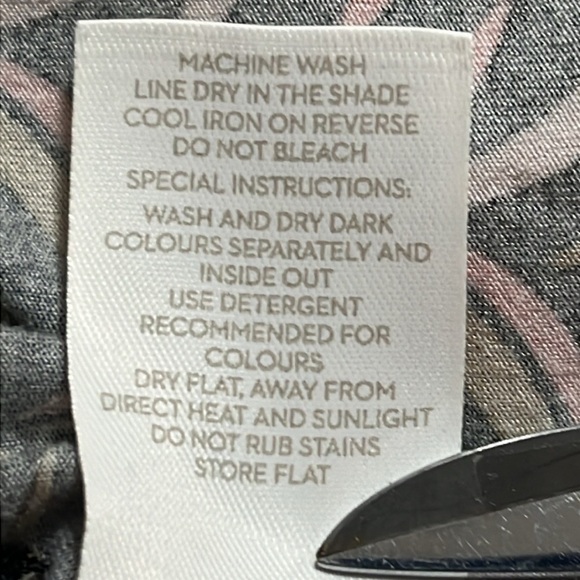 MACHINE WASH
LINE DRY IN THE SHADE
COOL IRON ON REVERSE
DO NOT BLEACH
SPECIAL INSTRUCTIONS:
WASH AND DRY DARK
COLOURS SEPARATELY AND
INSIDE OUT
USE DETERGENT
RECOMMENDED FOR
COLOURS
DRY FLAT, AWAY FROM
DIRECT HEAT AND SUNLIGHT
DO NOT RUB STAINS
STORE FLAT